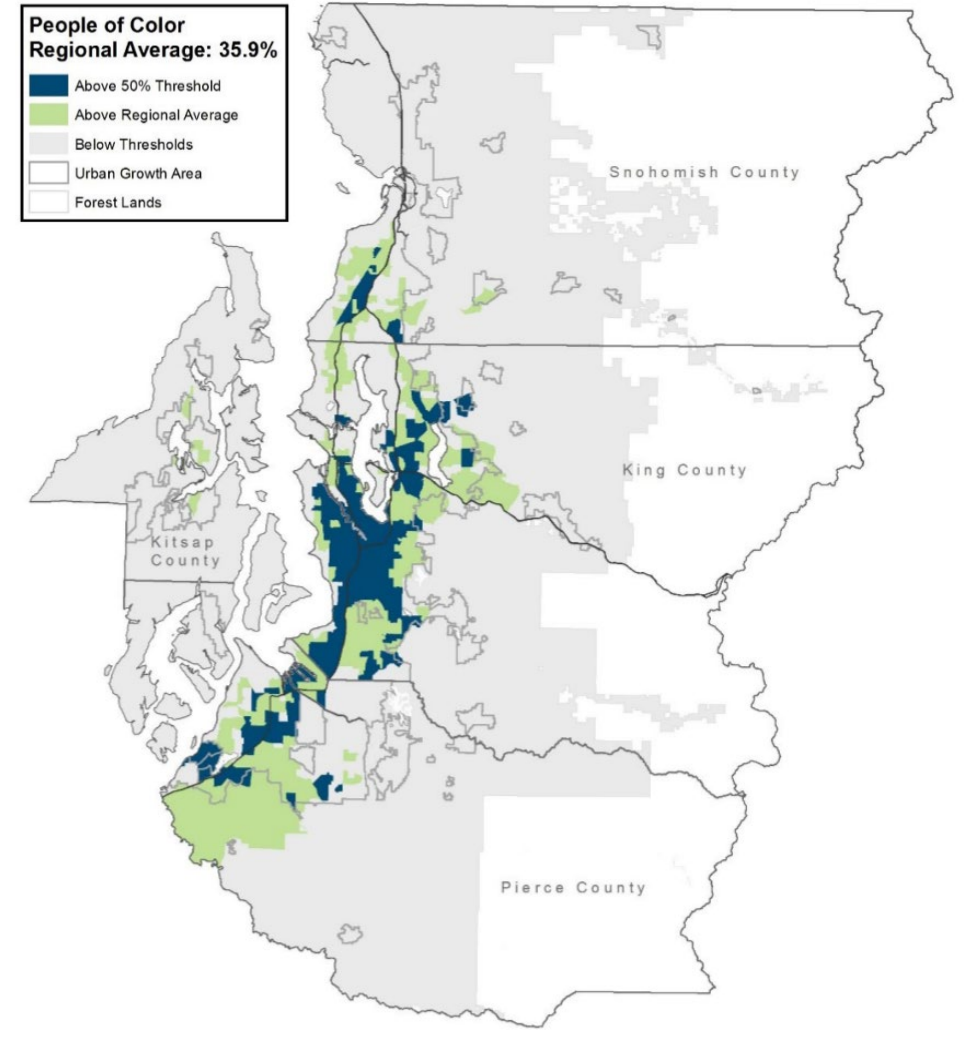 People of Color
Regional Average: 35.9%
Above 50% Threshold
Above Regional Average
Below Thresholds
Urban Growth Area
Forest Lands
Snohomish County
King County
Kitsap
County
Pierce County